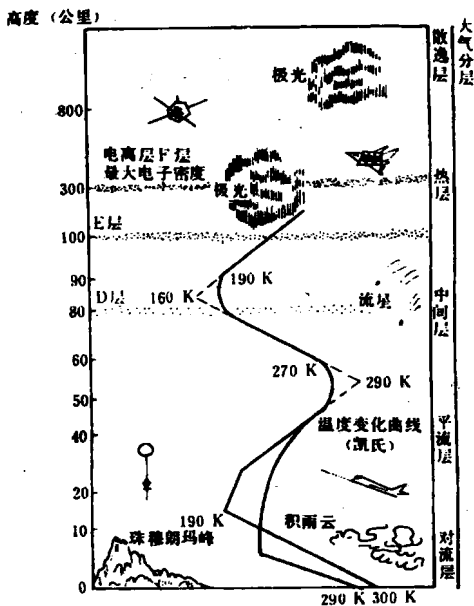 高度（公里）
大气分层
散逸层
极光
800
电离层F层
最大电子密度
300
极光
热层
E层
100
90
190 K
D层
160 K
流星
中间层
80
60
270 K
290 K
50
温度变化曲线
（凯氏）
平流层
40
20
190 K
积雨云
10
珠穆朗玛峰
对流层
0
290 K 300 K